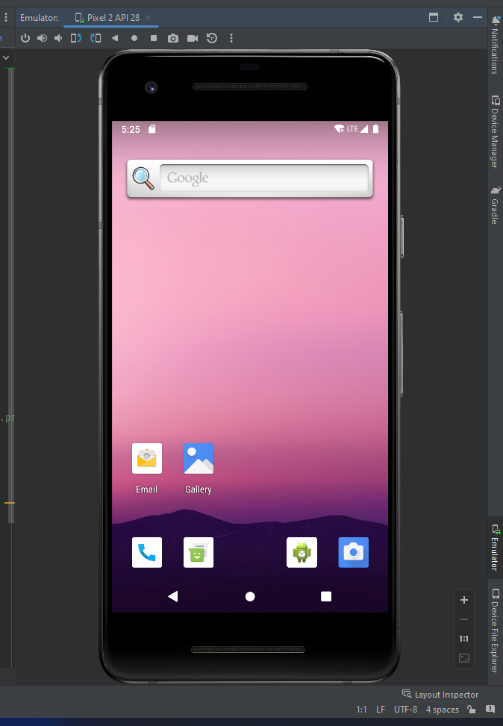 Emulator: Pixel 2 API 28
5:25 LTE
Google
Email Gallery
.pr
+
1:1
Notifications
Device Manager
Gradle
Emulator
Device File Explorer
Layout Inspector
1:1 LF UTF-8 4 spaces